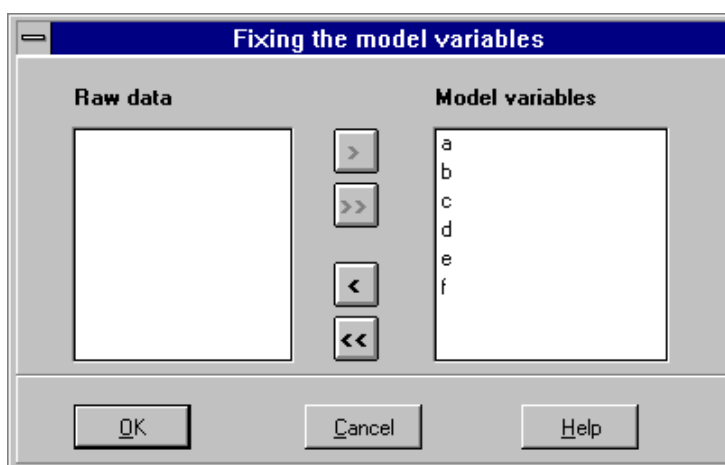 Fixing the model variables
Raw data
Model variables
>
>>
<
<<
a
b
c
d
e
f
OK
Cancel
Help